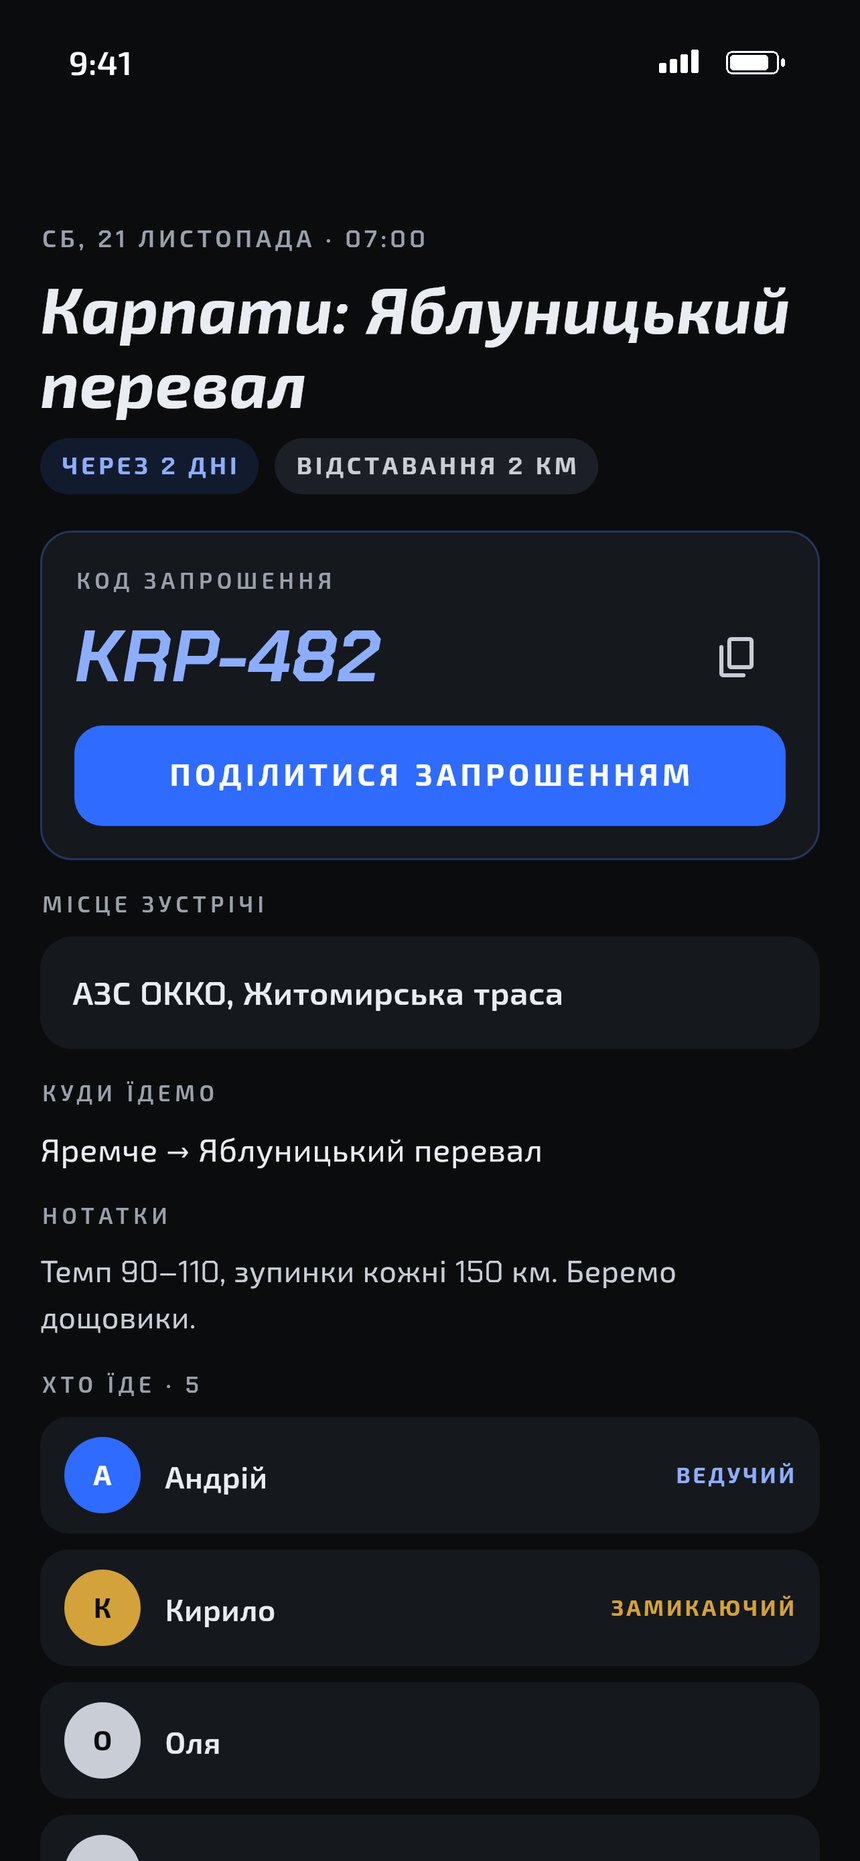 9:41
СБ, 21 ЛИСТОПАДА · 07:00
Карпати: Яблуницький
перевал
ЧЕРЕЗ 2 ДНІ
ВІДСТАВАННЯ 2 КМ
КОД ЗАПРОШЕННЯ
KRP-482
ПОДІЛИТИСЯ ЗАПРОШЕННЯМ
МІСЦЕ ЗУСТРІЧІ
АЗС ОККО, Житомирська траса
КУДИ ЇДЕМО
Яремче → Яблуницький перевал
НОТАТКИ
Темп 90–110, зупинки кожні 150 км. Беремо
дощовики.
ХТО ЇДЕ · 5
А Андрій ВЕДУЧИЙ
К Кирило ЗАМИКАЮЧИЙ
О Оля